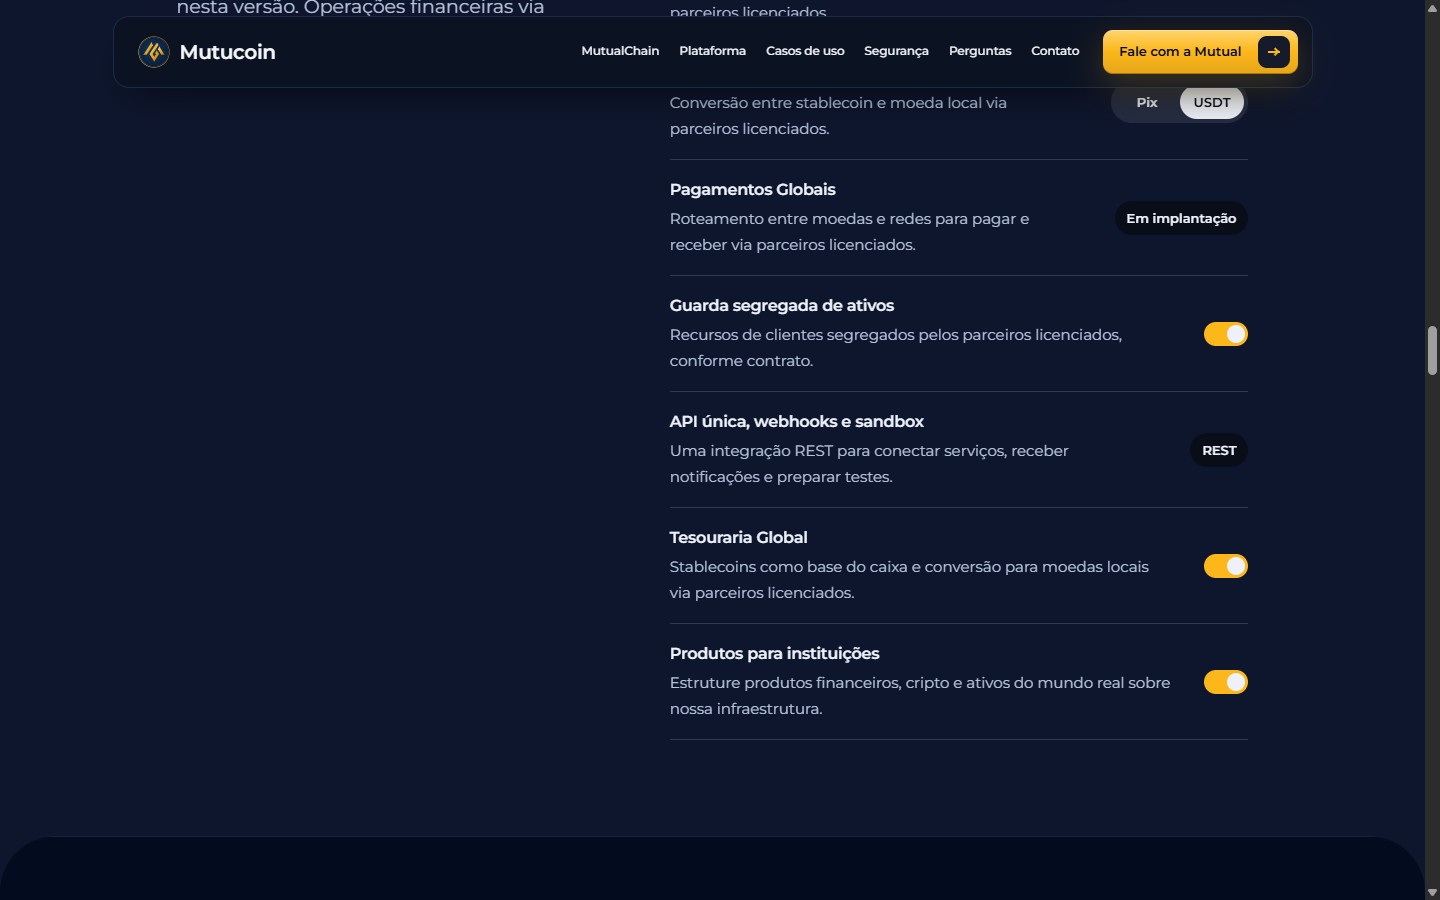 nesta versão. Operações financeiras via
parceiros licenciados.
Mutucoin
MutualChain
Plataforma
Casos de uso
Segurança
Perguntas
Contato
Fale com a Mutual
Conversão entre stablecoin e moeda local via
parceiros licenciados.
Pix
USDT
Pagamentos Globais
Roteamento entre moedas e redes para pagar e
receber via parceiros licenciados.
Em implantação
Guarda segregada de ativos
Recursos de clientes segregados pelos parceiros licenciados,
conforme contrato.
API única, webhooks e sandbox
Uma integração REST para conectar serviços, receber
notificações e preparar testes.
REST
Tesouraria Global
Stablecoins como base do caixa e conversão para moedas locais
via parceiros licenciados.
Produtos para instituições
Estruture produtos financeiros, cripto e ativos do mundo real sobre
nossa infraestrutura.